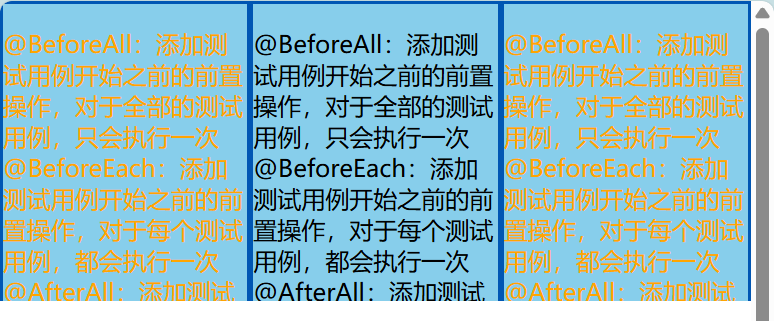 @BeforeAll：添加测
试用例开始之前的前置
操作，对于全部的测试
用例，只会执行一次
@BeforeEach：添加
测试用例开始之前的前
置操作，对于每个测试
用例，都会执行一次
@AfterAll：添加测试
@BeforeAll：添加测
试用例开始之前的前置
操作，对于全部的测试
用例，只会执行一次
@BeforeEach：添加
测试用例开始之前的前
置操作，对于每个测试
用例，都会执行一次
@AfterAll：添加测试
@BeforeAll：添加测
试用例开始之前的前置
操作，对于全部的测试
用例，只会执行一次
@BeforeEach：添加
测试用例开始之前的前
置操作，对于每个测试
用例，都会执行一次
@AfterAll：添加测试